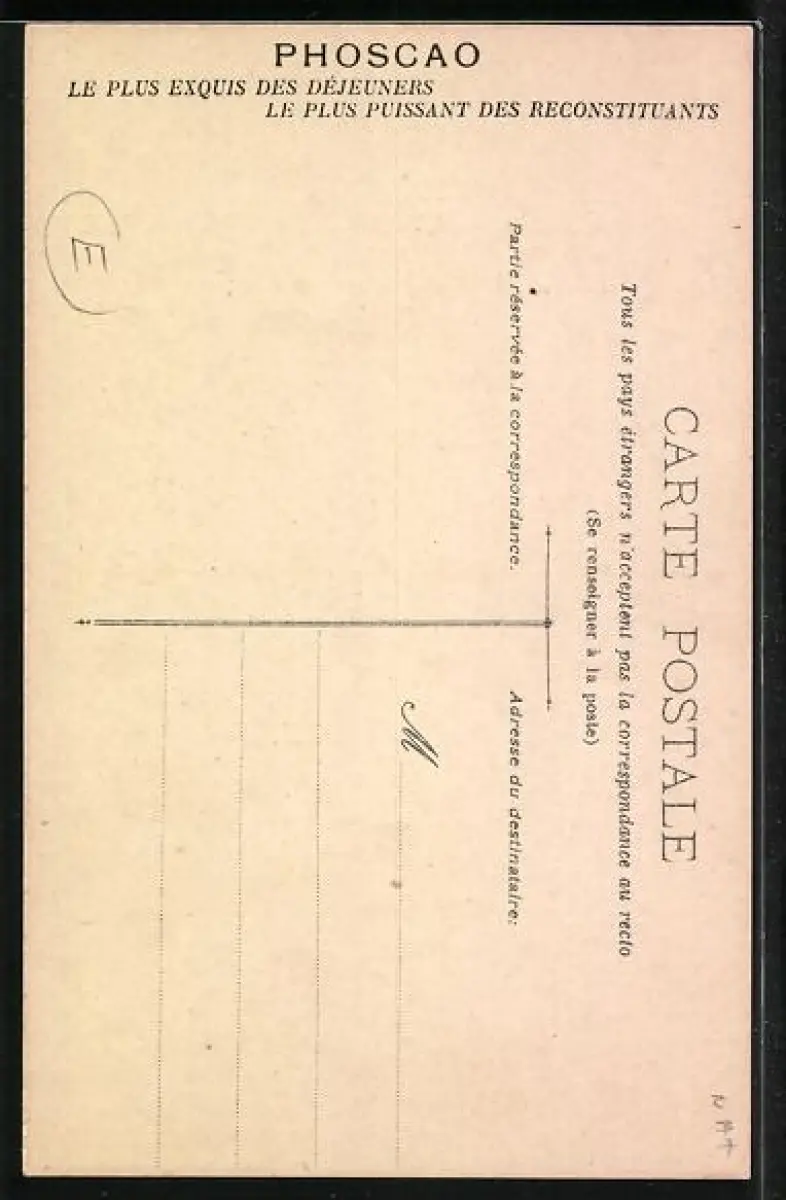 PHOSCAO
LE PLUS EXQUIS DES DÉJEUNERS
LE PLUS PUISSANT DES RECONSTITUANTS
CARTE POSTALE
Tous les pays étrangers n'acceptent pas la correspondance au recto
(Se renseigner à la poste)
Partie réservée à la correspondance.
Adresse du destinataire:
M
E